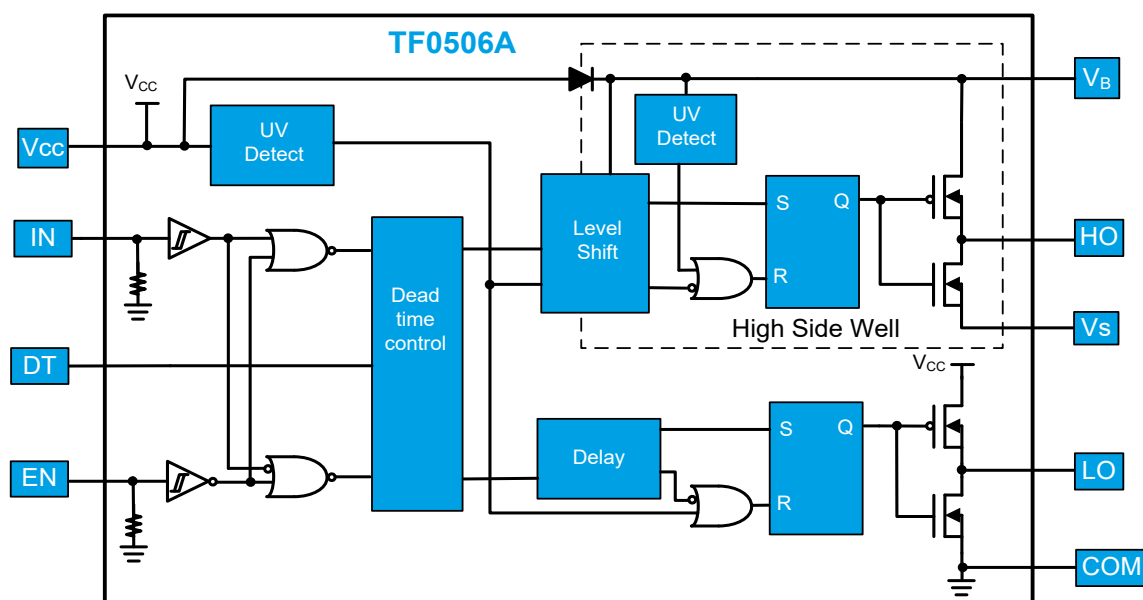 TF0506A
VCC
Vcc
UV
Detect
VB
UV
Detect
IN
Level
Shift
S
Q
R
HO
Dead
time
control
High Side Well
Vs
DT
VCC
EN
Delay
S
Q
R
LO
COM